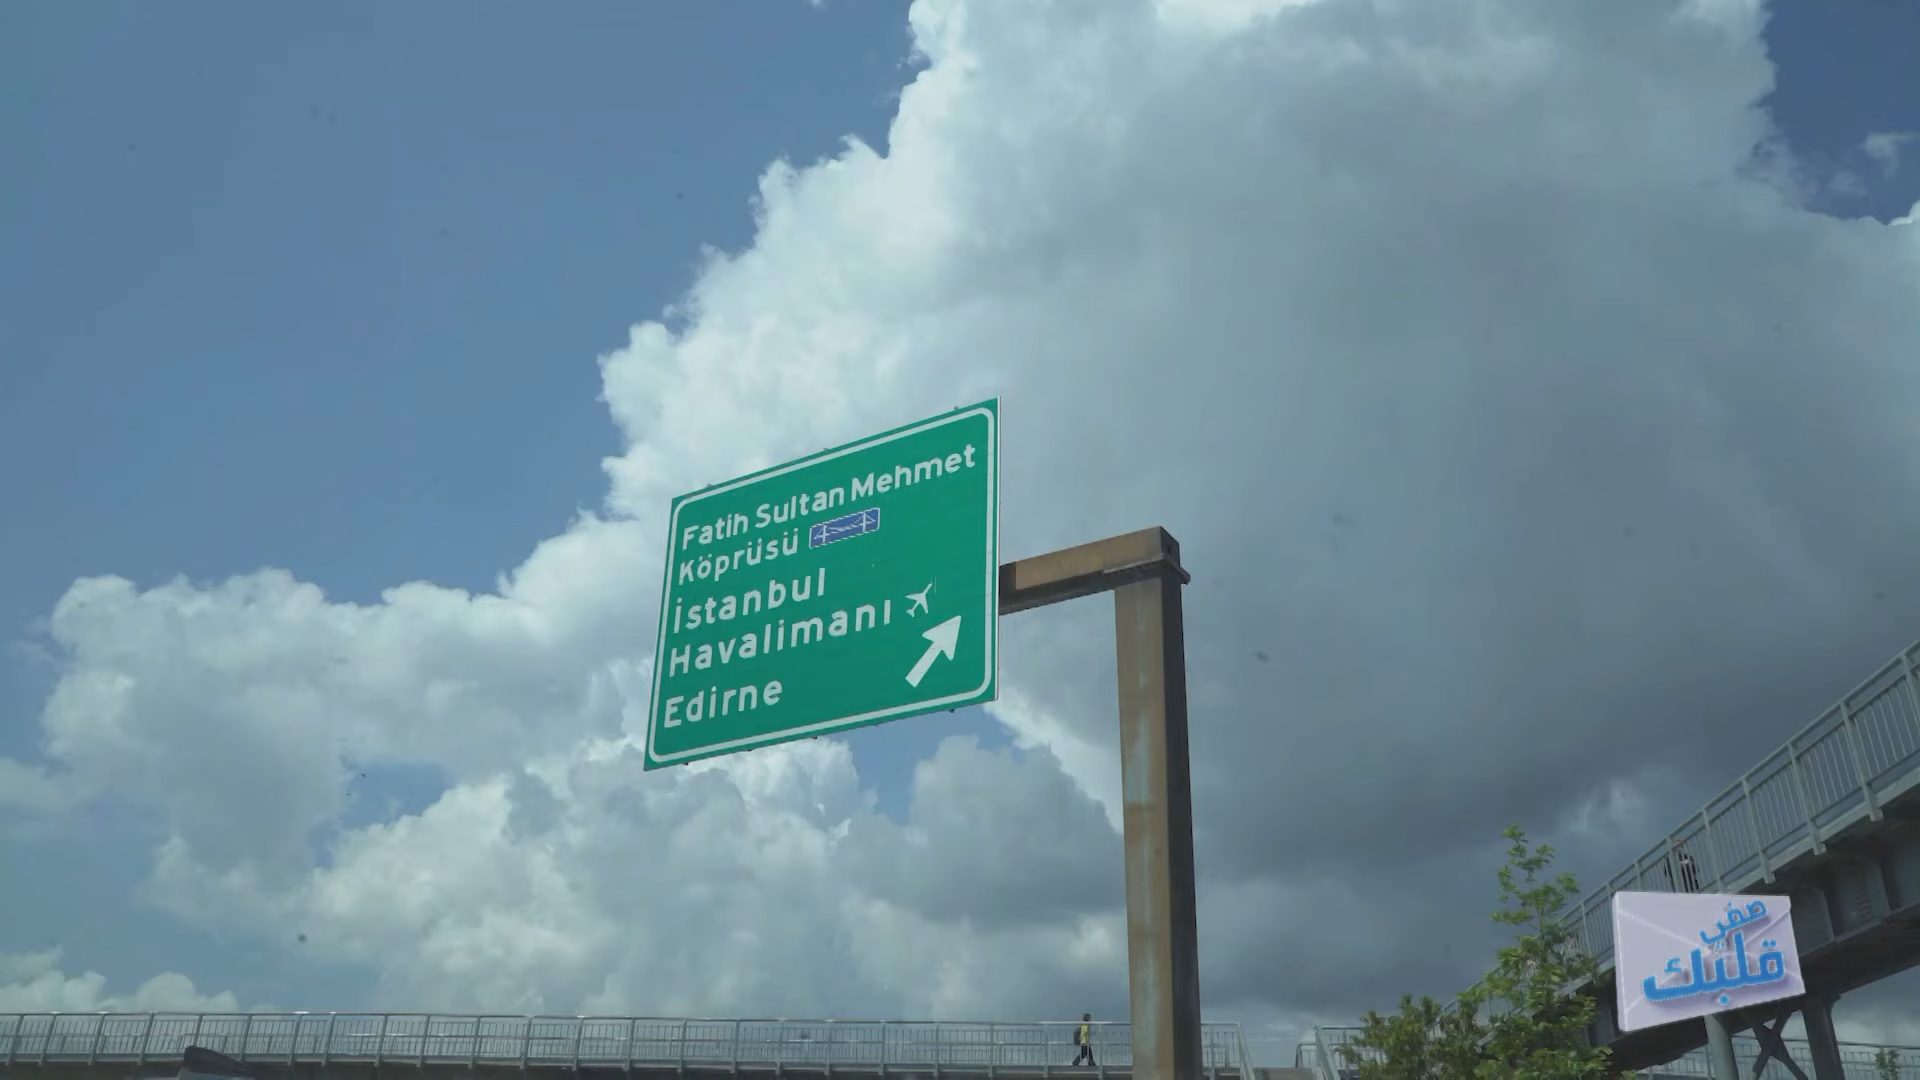 Fatih Sultan Mehmet
Köprüsü
İstanbul
Havalimanı
Edirne
صفي
قلبك